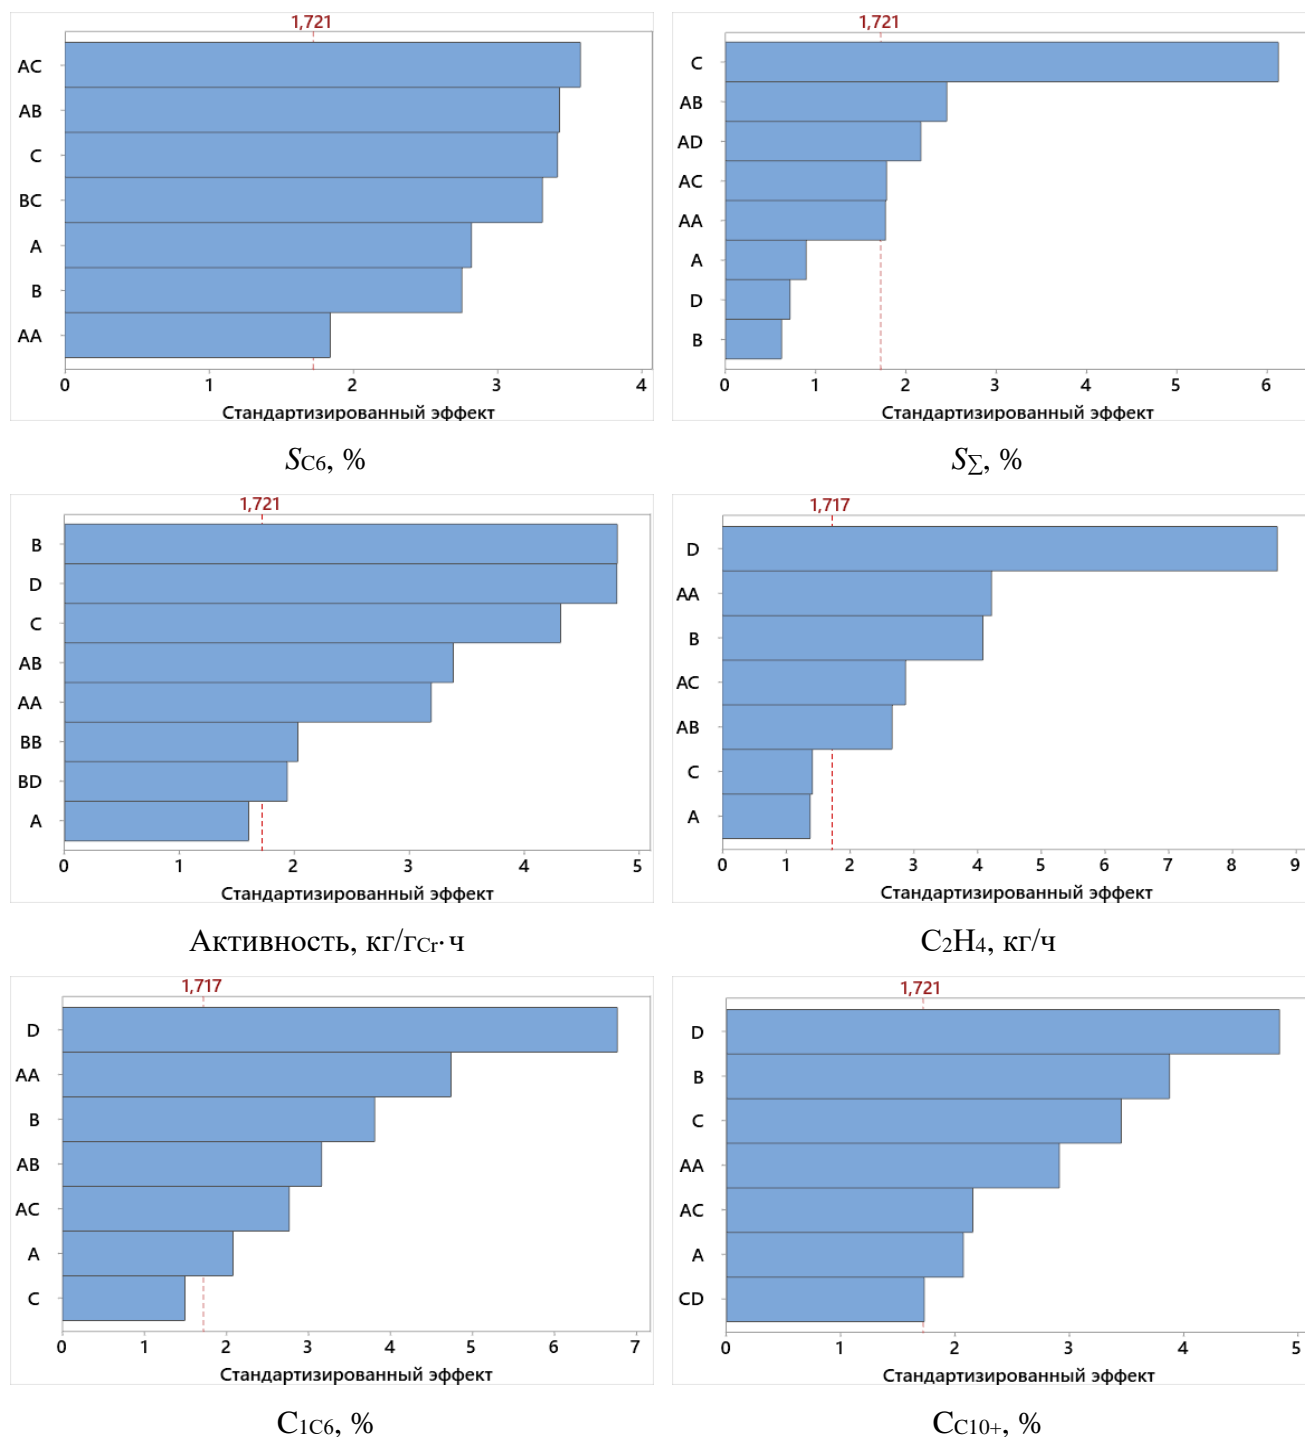 1,721
AC
AB
C
BC
A
B
AA
0 1 2 3 4
Стандартизированный эффект
SC6, %
1,721
C
AB
AD
AC
AA
A
D
B
0 1 2 3 4 5 6
Стандартизированный эффект
S∑, %
1,721
B
D
C
AB
AA
BB
BD
A
0 1 2 3 4 5
Стандартизированный эффект
Активность, кг/гCr·ч
1,717
D
AA
B
AC
AB
C
A
0 1 2 3 4 5 6 7 8 9
Стандартизированный эффект
C2H4, кг/ч
1,717
D
AA
B
AB
AC
A
C
0 1 2 3 4 5 6 7
Стандартизированный эффект
C1C6, %
1,721
D
B
C
AA
AC
A
CD
0 1 2 3 4 5
Стандартизированный эффект
CC10+, %